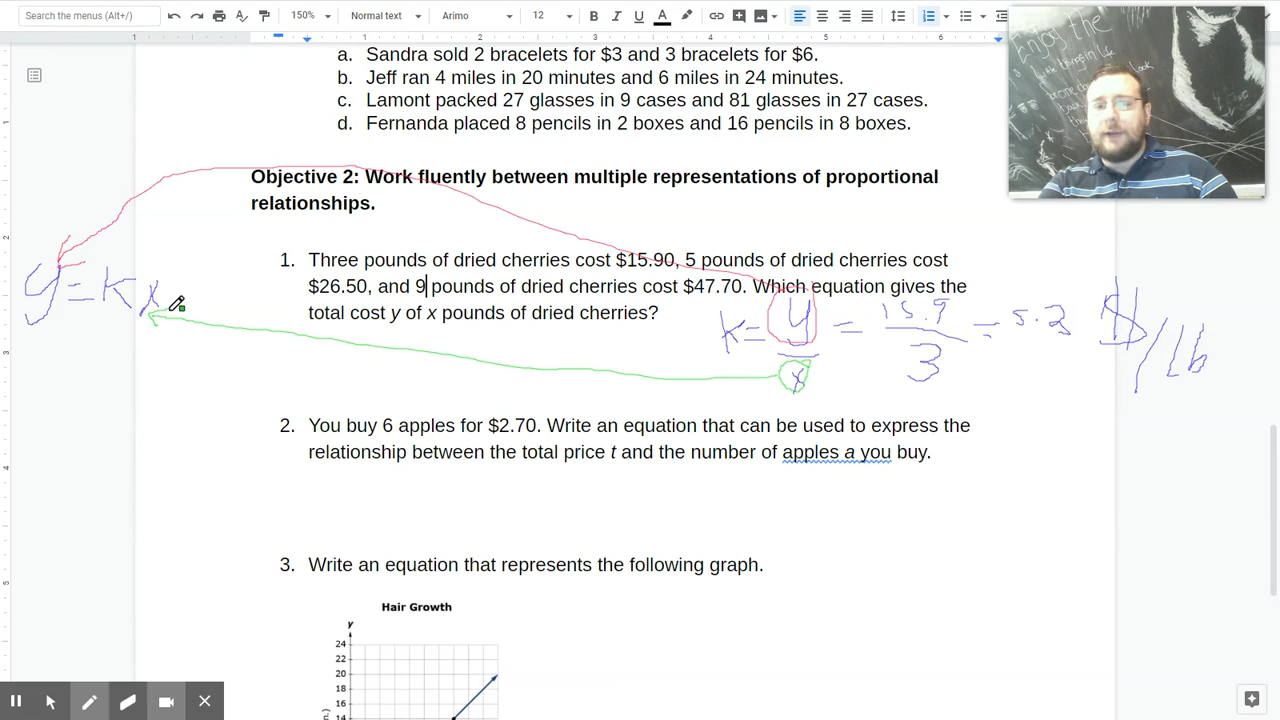 Search the menus (Alt+/)
150%
Normal text
Arimo
12
B I U A
1 1 2 3 4 5 6
a. Sandra sold 2 bracelets for $3 and 3 bracelets for $6.
b. Jeff ran 4 miles in 20 minutes and 6 miles in 24 minutes.
c. Lamont packed 27 glasses in 9 cases and 81 glasses in 27 cases.
d. Fernanda placed 8 pencils in 2 boxes and 16 pencils in 8 boxes.
Enjoy the
Objective 2: Work fluently between multiple representations of proportional
relationships.
1. Three pounds of dried cherries cost $15.90, 5 pounds of dried cherries cost
$26.50, and 9 pounds of dried cherries cost $47.70. Which equation gives the
total cost y of x pounds of dried cherries?
y=kx
k= y/x = 15.9/3 = 5.3 $/lb
2. You buy 6 apples for $2.70. Write an equation that can be used to express the
relationship between the total price t and the number of apples a you buy.
3. Write an equation that represents the following graph.
Hair Growth
y
24
22
20
18
16
14